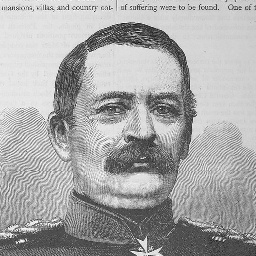 mansions, villas, and country cot-
of suffering were to be found. One of